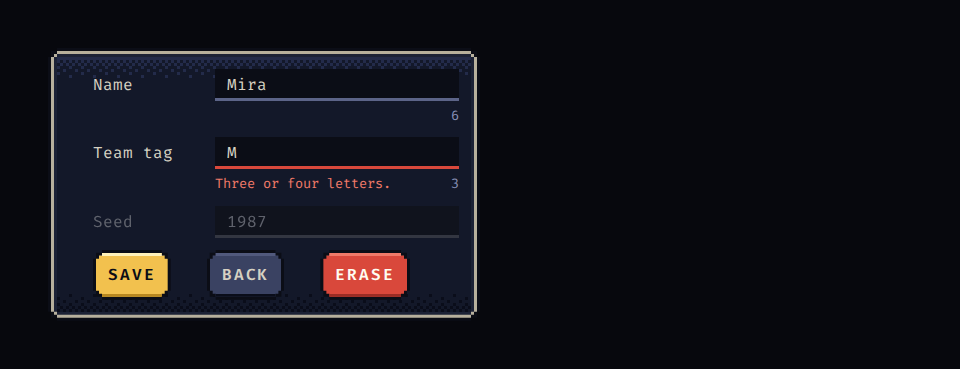 Name Mira
6
Team tag M
Three or four letters. 3
Seed 1987
SAVE BACK ERASE